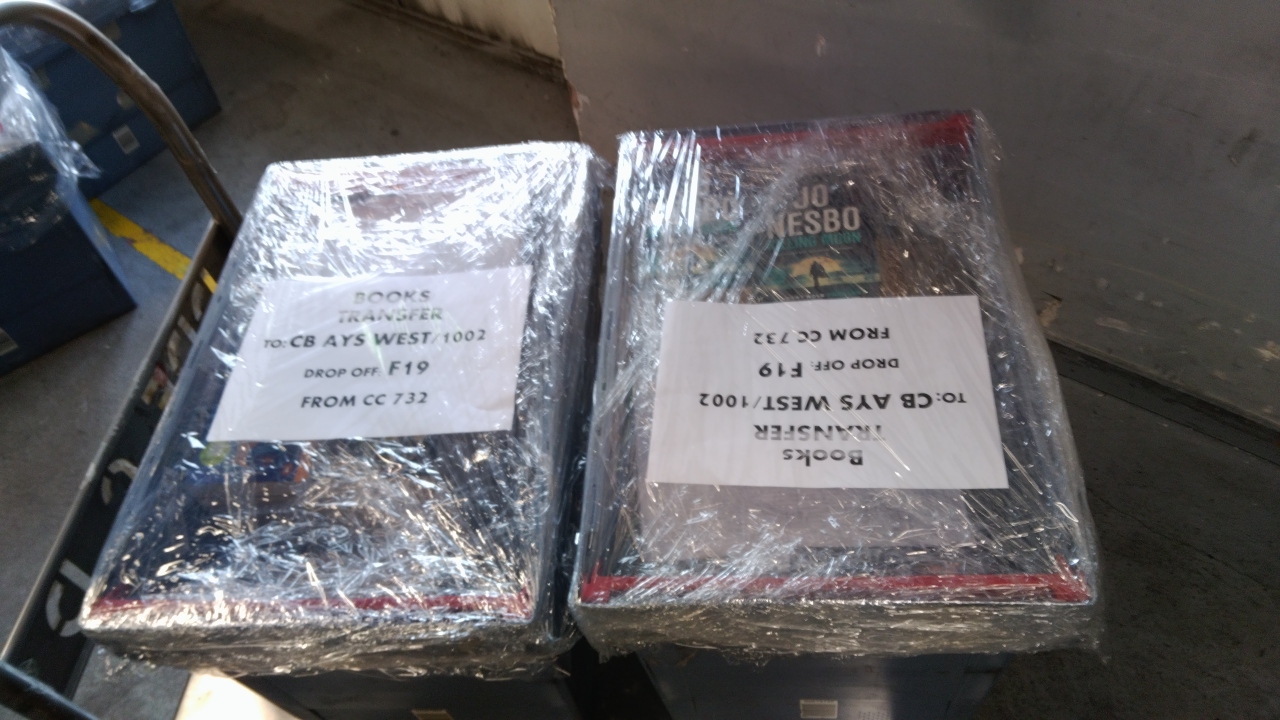 BOOKS
TRANSFER
TO: CB AYS WEST/1002
DROP OFF: F19
FROM CC 732
JO
NESBO
Books
TRANSFER
TO: CB AYS WEST/1002
DROP OFF: F19
FROM CC 732